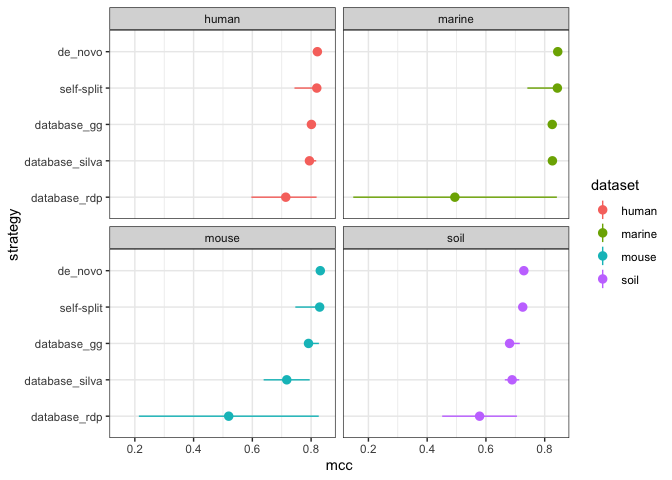 human
marine
de_novo
self-split
database_gg
database_silva
database_rdp
mouse
soil
de_novo
self-split
database_gg
database_silva
database_rdp
0.2 0.4 0.6 0.8
0.2 0.4 0.6 0.8
mcc
strategy
dataset
human
marine
mouse
soil